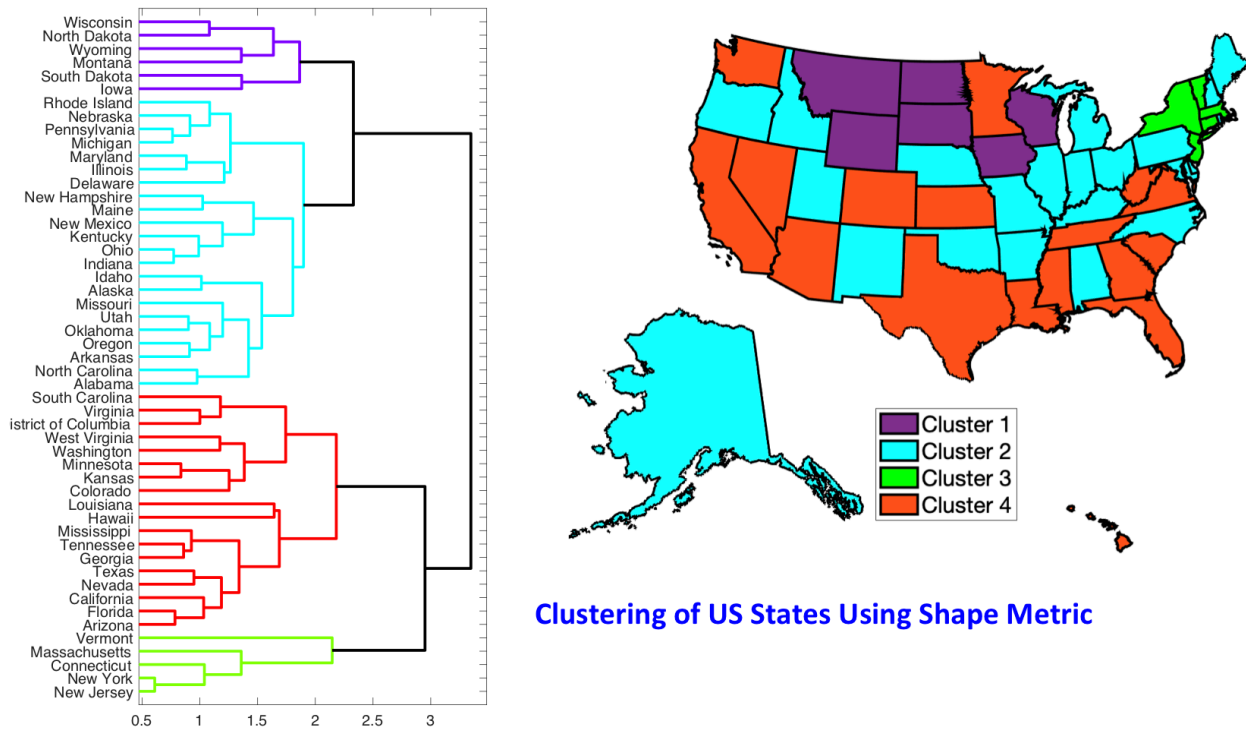 Wisconsin
North Dakota
Wyoming
Montana
South Dakota
Iowa
Rhode Island
Nebraska
Pennsylvania
Michigan
Maryland
Illinois
Delaware
New Hampshire
Maine
New Mexico
Kentucky
Ohio
Indiana
Idaho
Alaska
Missouri
Utah
Oklahoma
Oregon
Arkansas
North Carolina
Alabama
South Carolina
Virginia
istrict of Columbia
West Virginia
Washington
Minnesota
Kansas
Colorado
Louisiana
Hawaii
Mississippi
Tennessee
Georgia
Texas
Nevada
California
Florida
Arizona
Vermont
Massachusetts
Connecticut
New York
New Jersey
0.5 1 1.5 2 2.5 3
Cluster 1
Cluster 2
Cluster 3
Cluster 4
Clustering of US States Using Shape Metric